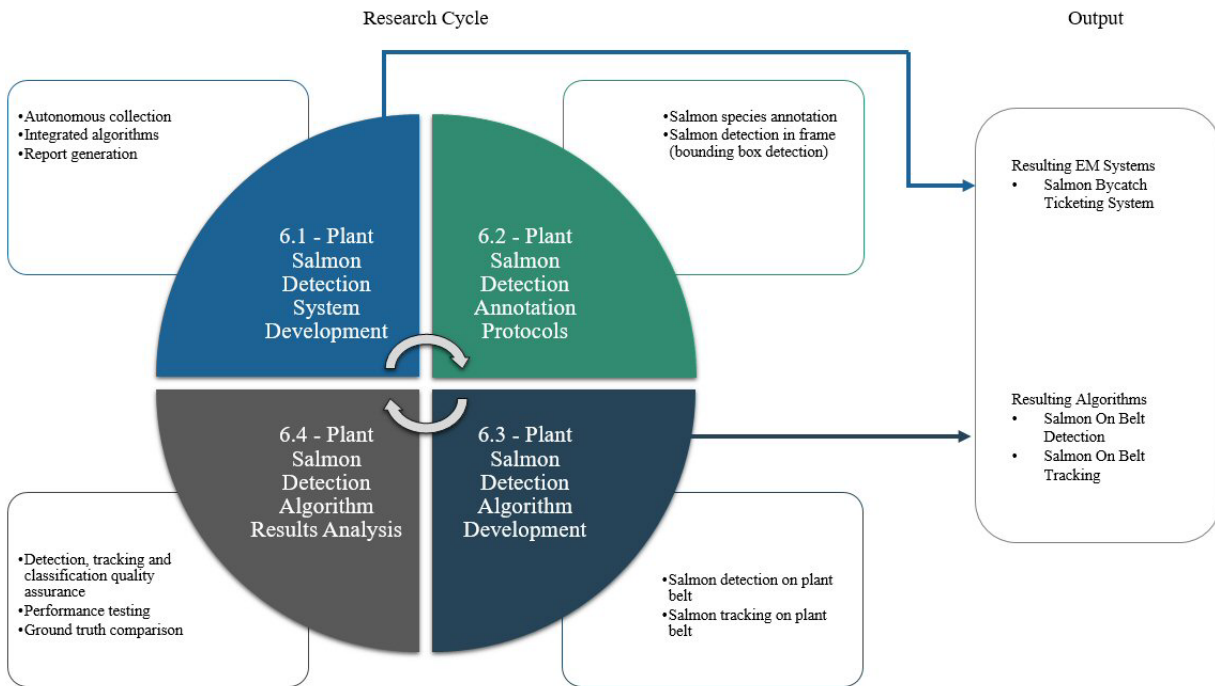 Research Cycle
Output
•Autonomous collection
•Integrated algorithms
•Report generation
•Salmon species annotation
•Salmon detection in frame
(bounding box detection)
6.1 - Plant
Salmon
Detection
System
Development
6.2 - Plant
Salmon
Detection
Annotation
Protocols
6.4 - Plant
Salmon
Detection
Algorithm
Results Analysis
6.3 - Plant
Salmon
Detection
Algorithm
Development
•Detection, tracking and
classification quality
assurance
•Performance testing
•Ground truth comparison
•Salmon detection on plant
belt
•Salmon tracking on plant
belt
Resulting EM Systems
• Salmon Bycatch
Ticketing System
Resulting Algorithms
• Salmon On Belt
Detection
• Salmon On Belt
Tracking